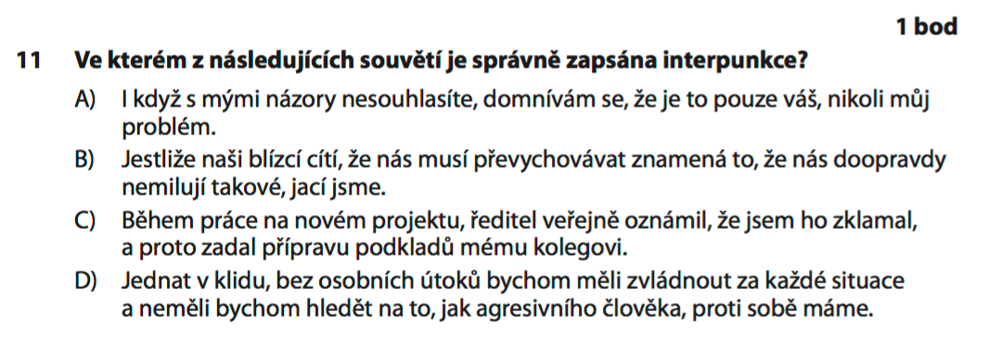 1 bod
11 Ve kterém z následujících souvětí je správně zapsána interpunkce?
A) I když s mými názory nesouhlasíte, domnívám se, že je to pouze váš, nikoli můj
problém.
B) Jestliže naši blízcí cítí, že nás musí převychovávat znamená to, že nás doopravdy
nemilují takové, jací jsme.
C) Během práce na novém projektu, ředitel veřejně oznámil, že jsem ho zklamal,
a proto zadal přípravu podkladů mému kolegovi.
D) Jednat v klidu, bez osobních útoků bychom měli zvládnout za každé situace
a neměli bychom hledět na to, jak agresivního člověka, proti sobě máme.